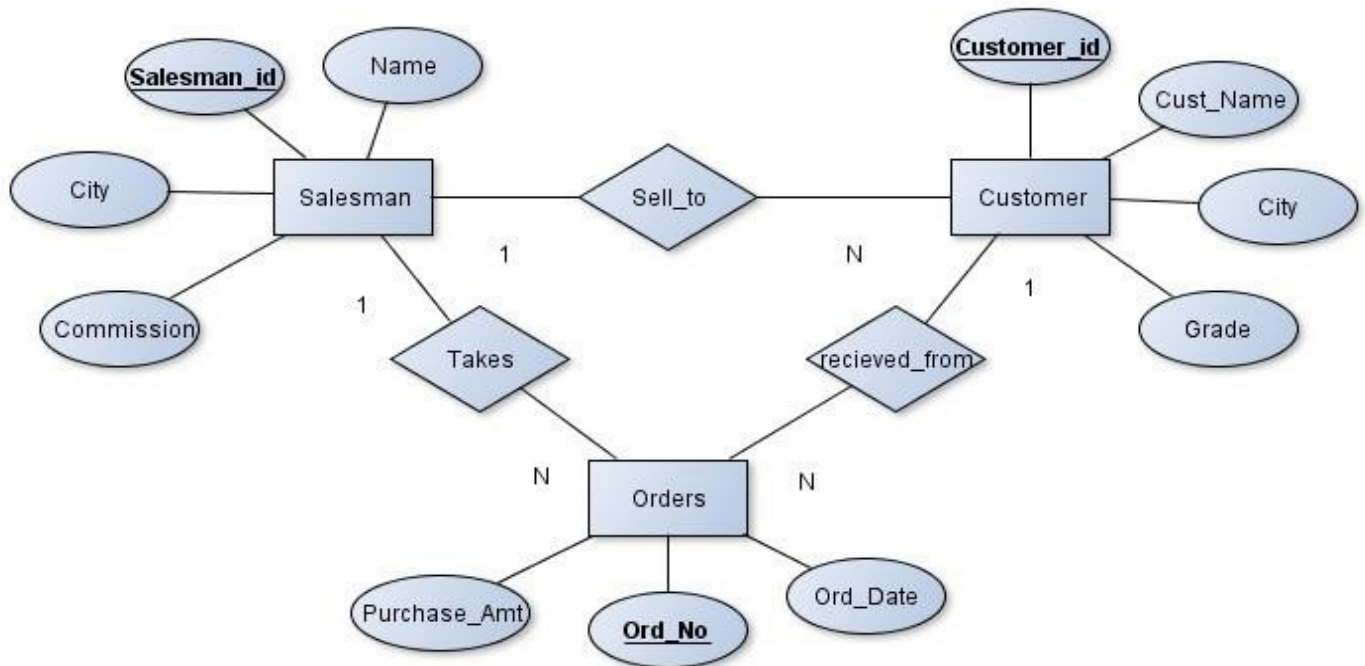 Salesman_id
Name
Customer_id
Cust_Name
City
Salesman
Sell_to
Customer
City
1
N
Commission
1
1
Grade
Takes
recieved_from
N
N
Orders
Purchase_Amt
Ord_No
Ord_Date